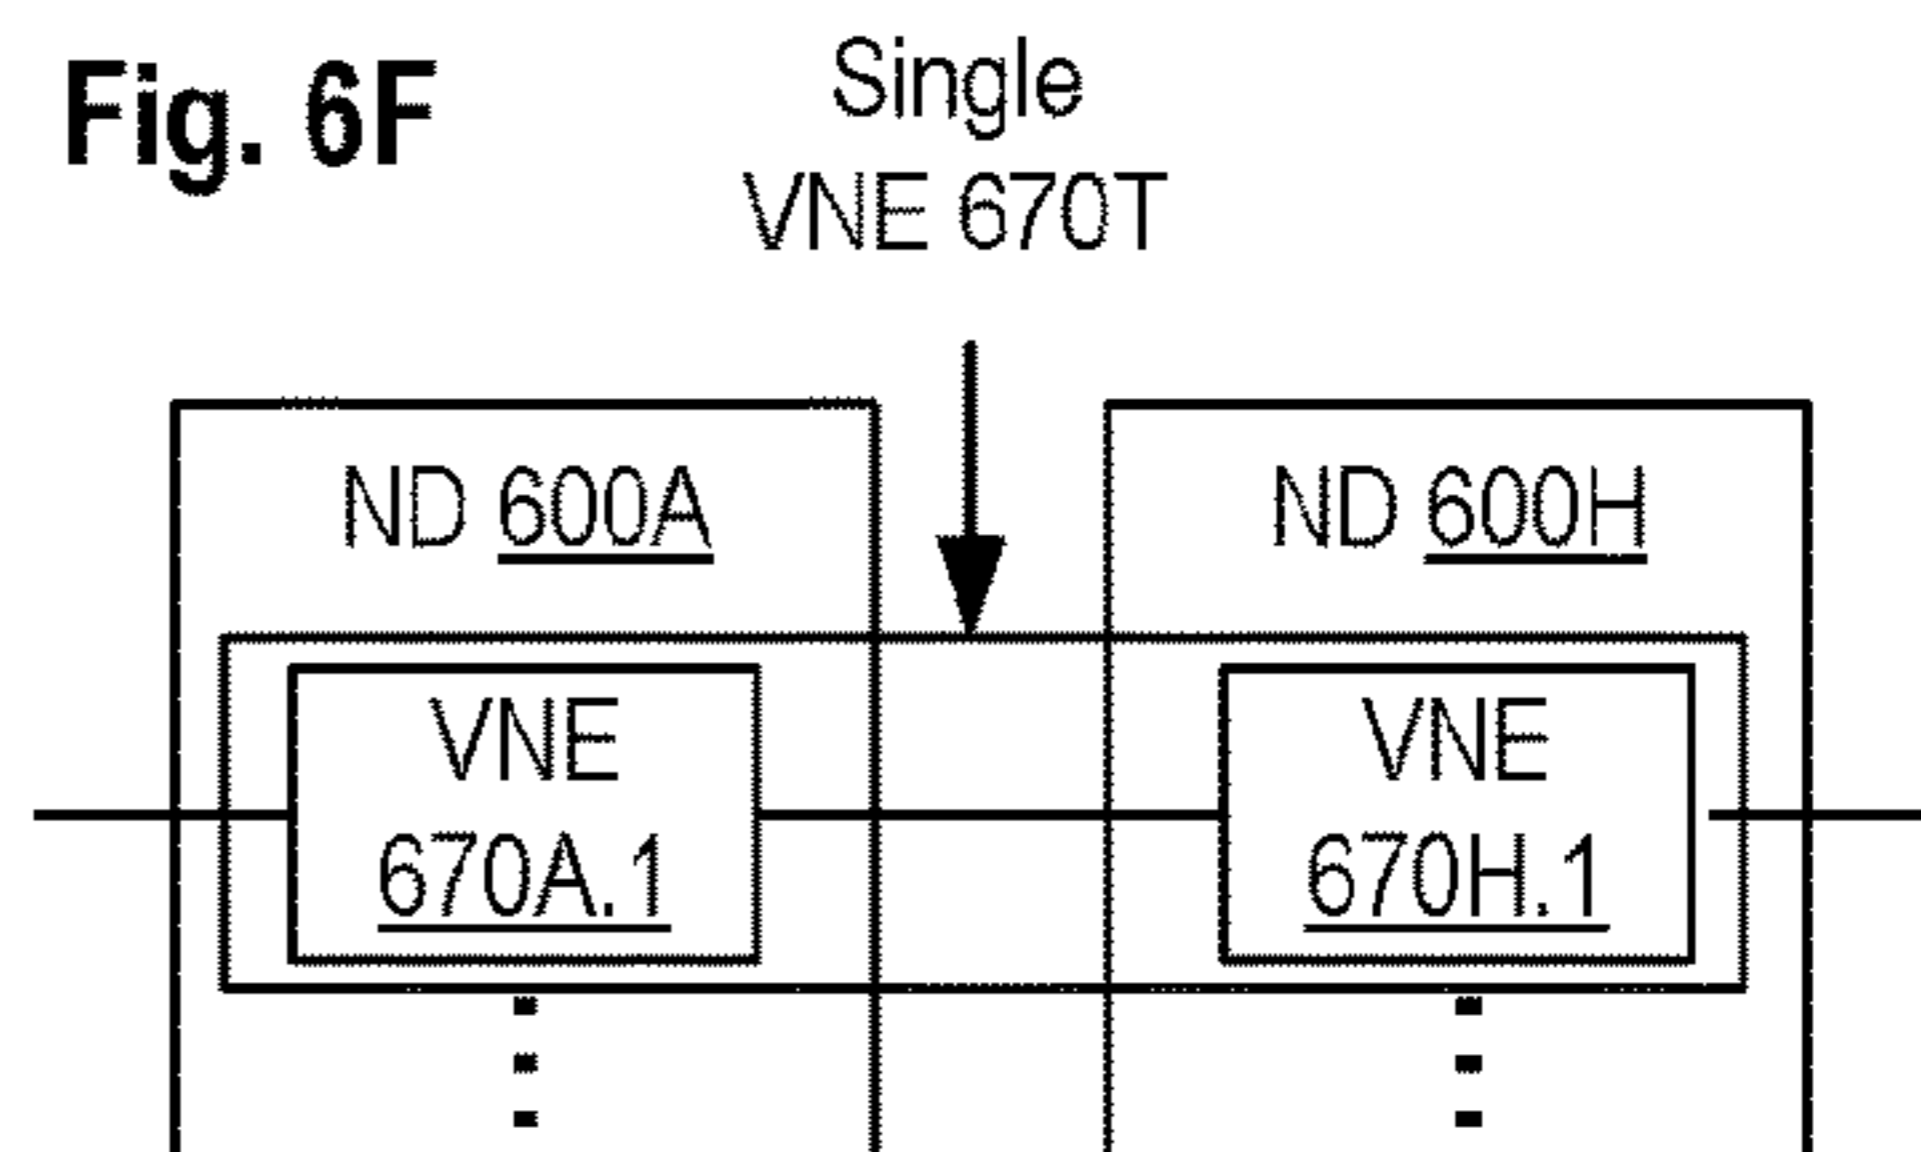 Fig. 6F
Single
VNE 670T
ND 600A
ND 600H
VNE
670A.1
VNE
670H.1